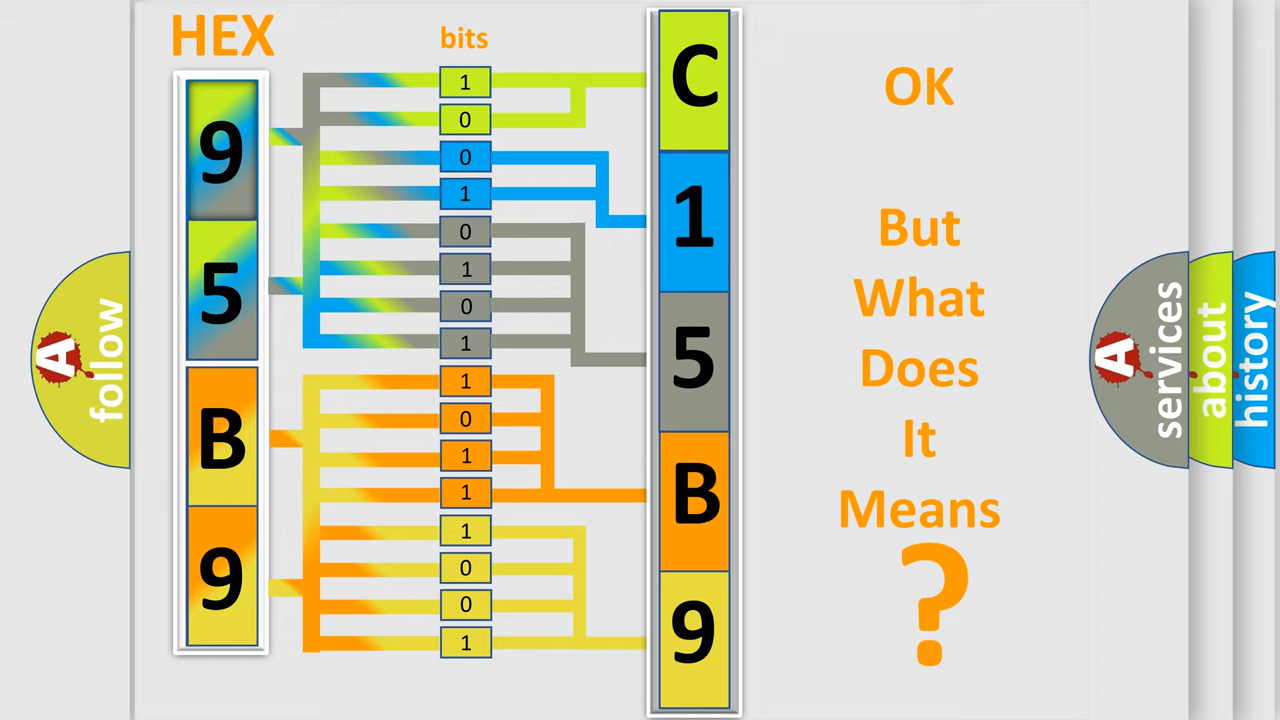 HEX
bits
9
5
B
9
1
0
0
1
0
1
0
1
1
0
1
1
1
0
0
1
C
1
5
B
9
OK
But
What
Does
It
Means
?
A
follow
A
services
about
history